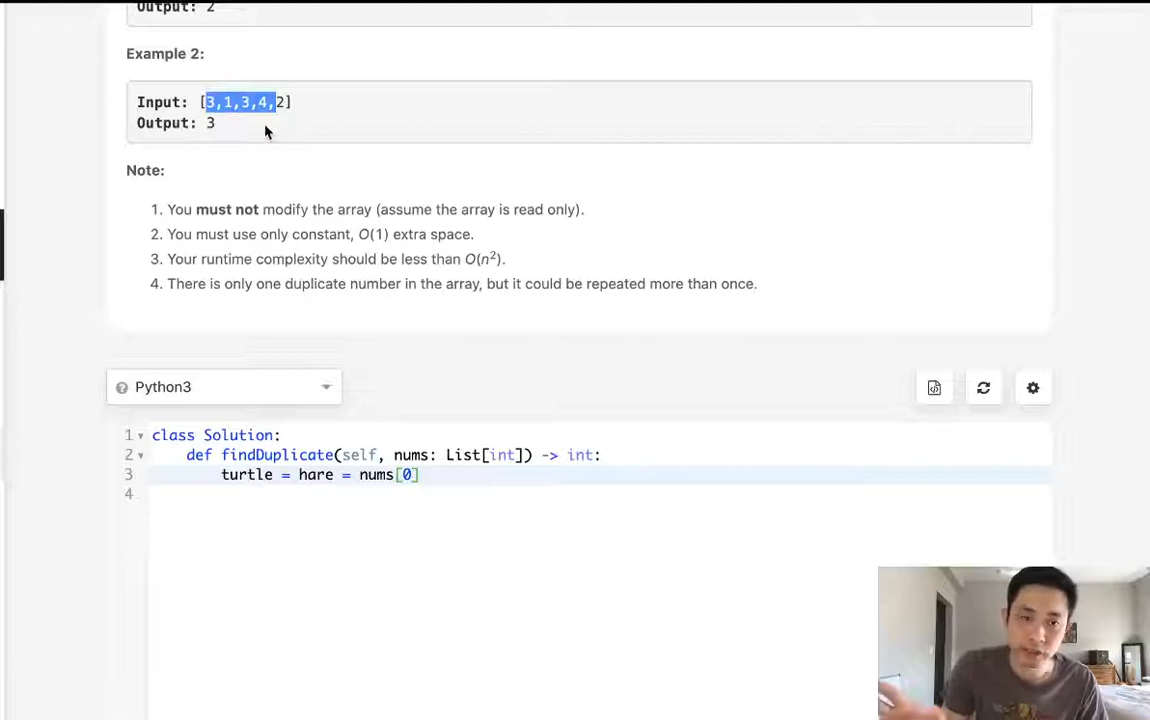 Output: 2
Example 2:
Input: [3,1,3,4,2]
Output: 3
Note:
1. You must not modify the array (assume the array is read only).
2. You must use only constant, O(1) extra space.
3. Your runtime complexity should be less than O(n²).
4. There is only one duplicate number in the array, but it could be repeated more than once.
Python3
1 class Solution:
2 def findDuplicate(self, nums: List[int]) -> int:
3 turtle = hare = nums[0]
4